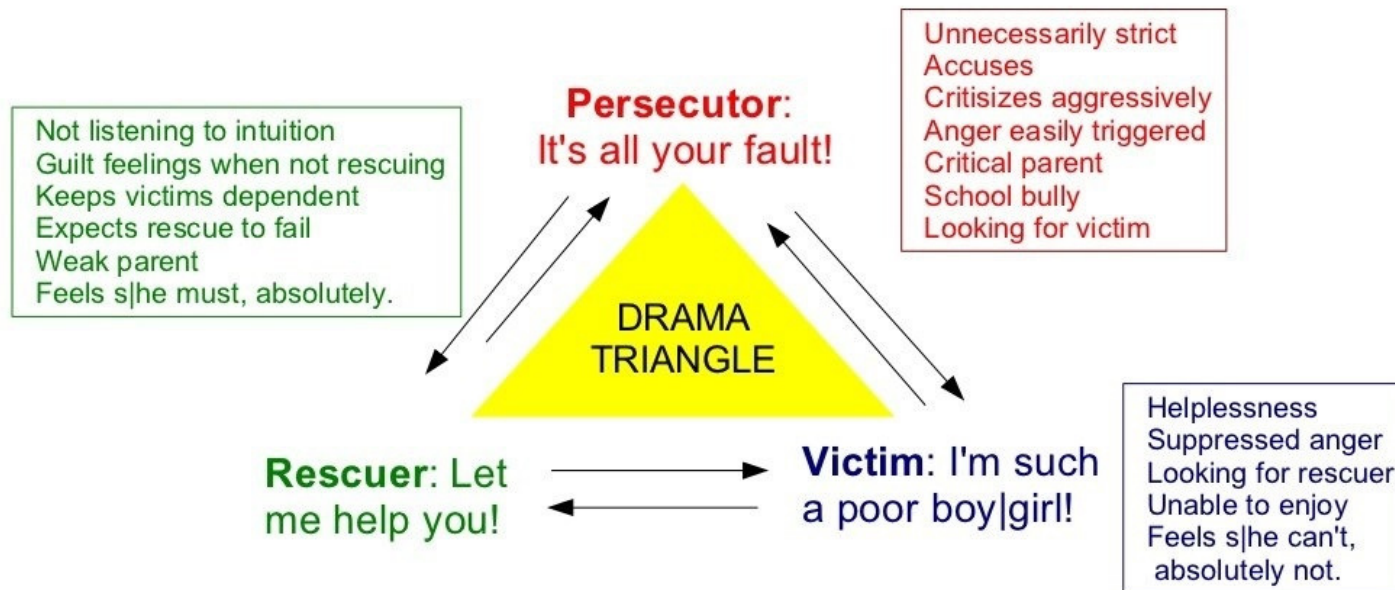 Unnecessarily strict
Accuses
Critisizes aggressively
Anger easily triggered
Critical parent
School bully
Looking for victim
Persecutor:
It's all your fault!
Not listening to intuition
Guilt feelings when not rescuing
Keeps victims dependent
Expects rescue to fail
Weak parent
Feels s|he must, absolutely.
DRAMA
TRIANGLE
Rescuer: Let
me help you!
Victim: I'm such
a poor boy|girl!
Helplessness
Suppressed anger
Looking for rescuer
Unable to enjoy
Feels s|he can't,
absolutely not.